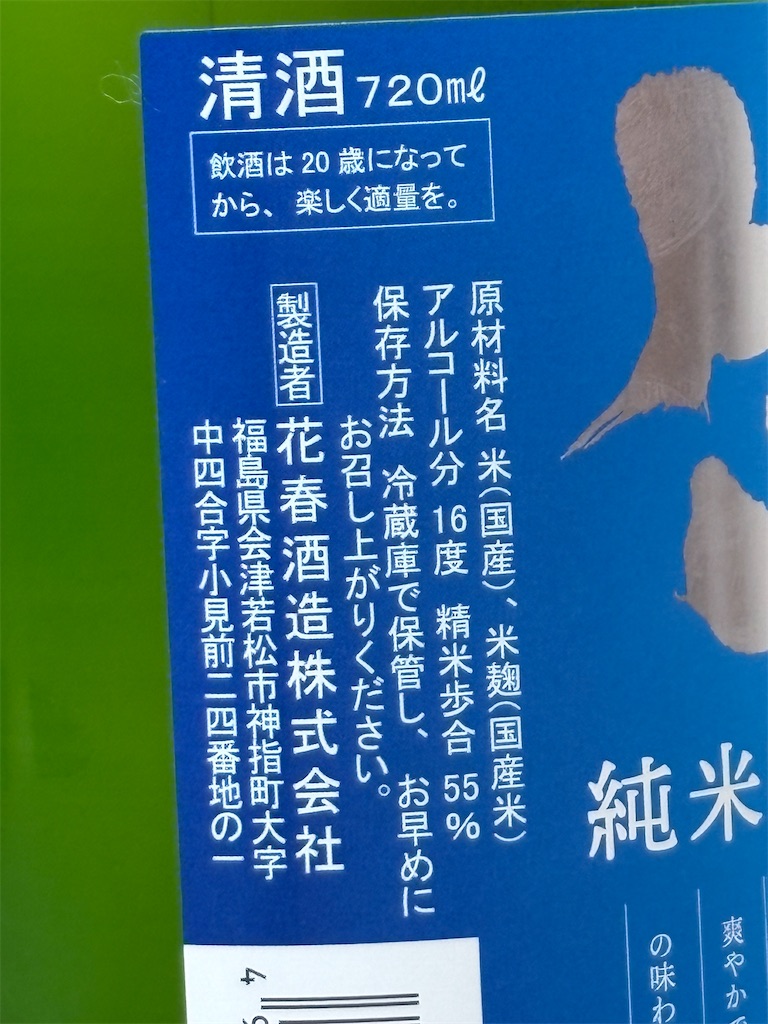 清酒 720ml
飲酒は20歳になって
から、楽しく適量を。
原材料名 米(国産)、米麹(国産米)
アルコール分 16度 精米歩合 55%
保存方法 冷蔵庫で保管し、お早めに
お召し上がりください。
製造者 花春酒造株式会社
福島県会津若松市神指町大字
中四合字小見前二四番地の一
純米
爽やかで
の味わ
4